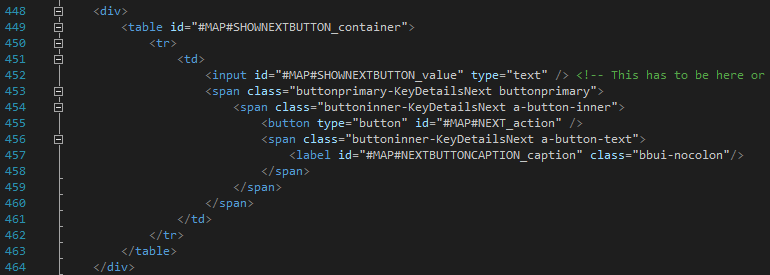 448 <div>
449 <table id="#MAP#SHOWNEXTBUTTON_container">
450 <tr>
451 <td>
452 <input id="#MAP#SHOWNEXTBUTTON_value" type="text" /> <!-- This has to be here or
453 <span class="buttonprimary-KeyDetailsNext buttonprimary">
454 <span class="buttoninner-KeyDetailsNext a-button-inner">
455 <button type="button" id="#MAP#NEXT_action" />
456 <span class="buttoninner-KeyDetailsNext a-button-text">
457 <label id="#MAP#NEXTBUTTONCAPTION_caption" class="bbui-nocolon"/>
458 </span>
459 </span>
460 </span>
461 </td>
462 </tr>
463 </table>
464 </div>